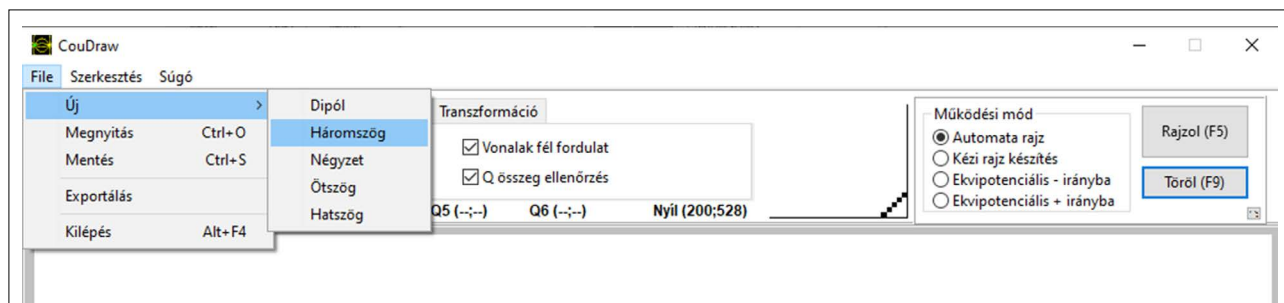 CouDraw
File Szerkesztés Súgó
Új >
Megnyitás Ctrl+O
Mentés Ctrl+S
Exportálás
Kilépés Alt+F4
Dipól
Háromszög
Négyzet
Ötszög
Hatszög
Transzformáció
Vonalak fél fordulat
Q összeg ellenőrzés
Q5 (--;--) Q6 (--;--) Nyíl (200;528)
Működési mód
Automata rajz
Kézi rajz készítés
Ekvipotenciális - irányba
Ekvipotenciális + irányba
Rajzol (F5)
Töröl (F9)